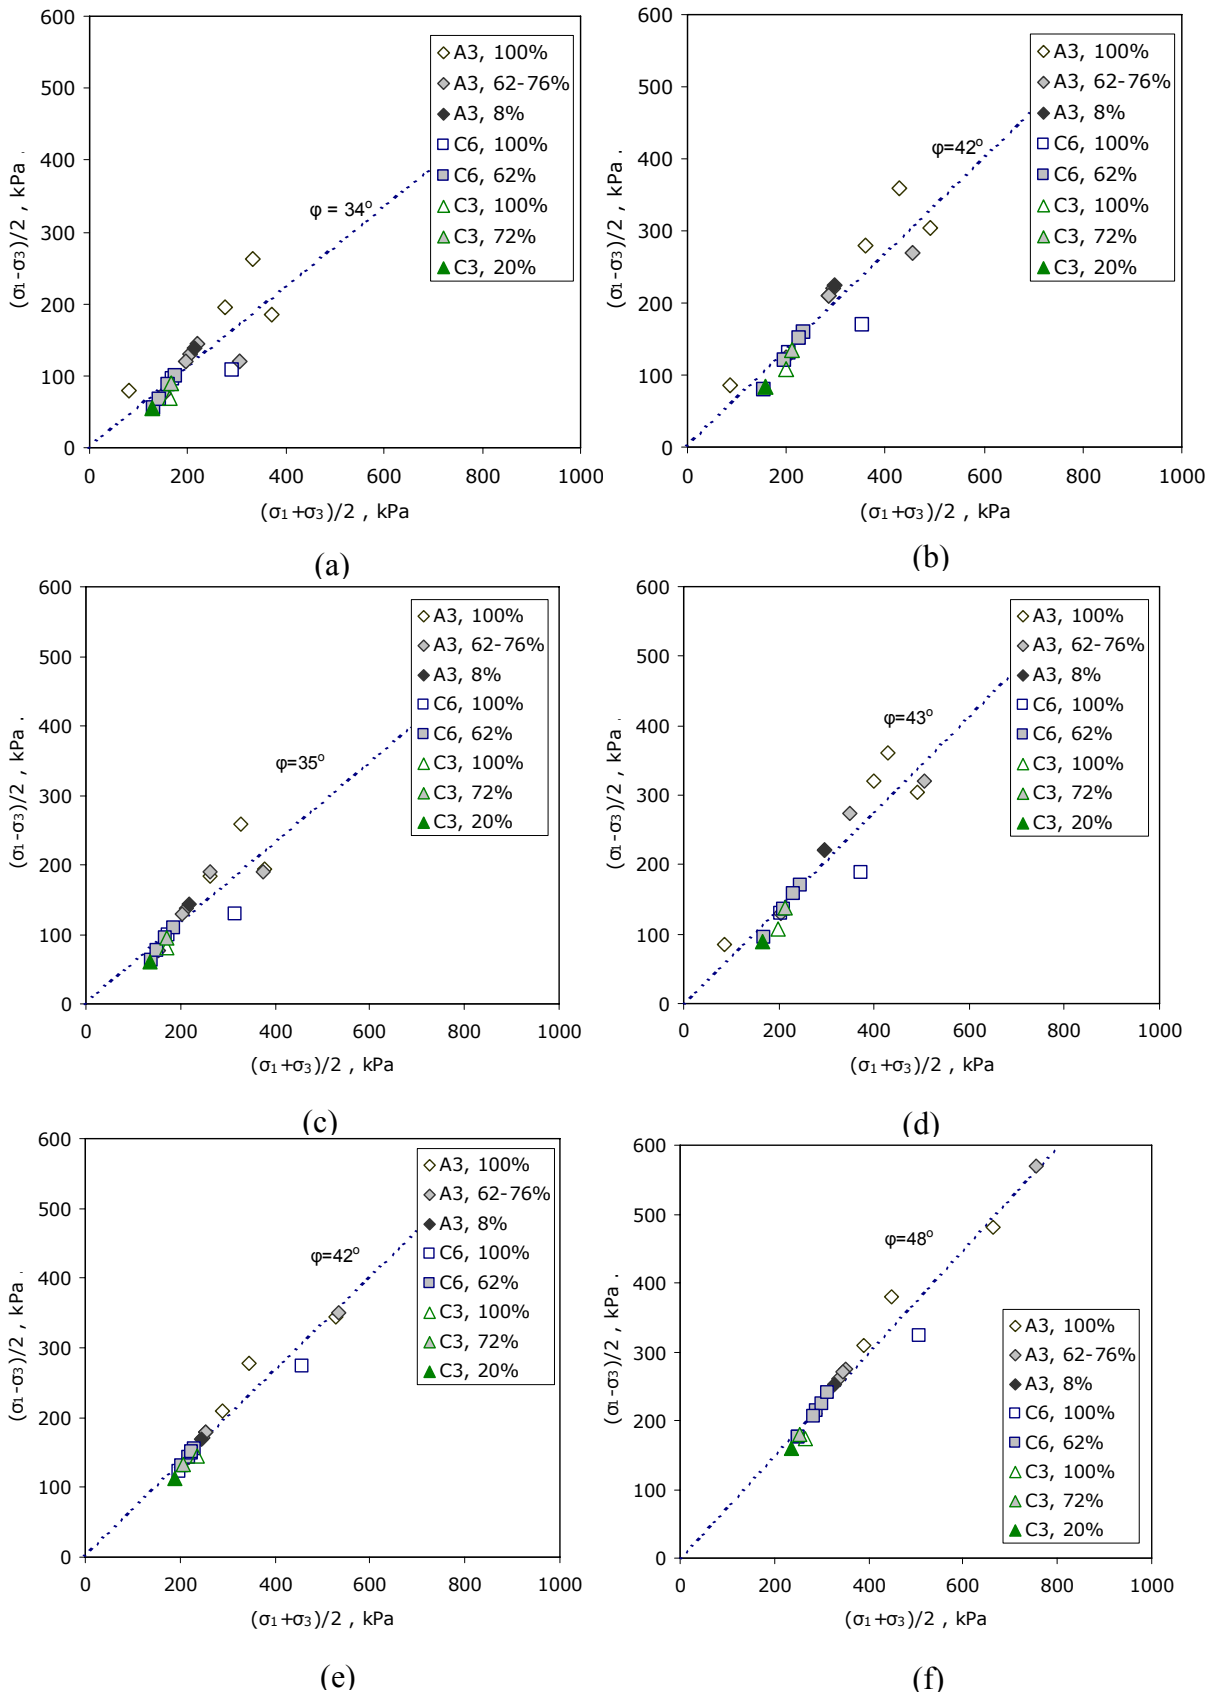 600
500
400
300
200
100
0
0 200 400 600 800 1000
(σ1-σ3)/2 , kPa .
(σ1+σ3)/2 , kPa
φ = 34°
A3, 100%
A3, 62-76%
A3, 8%
C6, 100%
C6, 62%
C3, 100%
C3, 72%
C3, 20%
(a)
600
500
400
300
200
100
0
0 200 400 600 800 1000
(σ1-σ3)/2 , kPa .
(σ1+σ3)/2 , kPa
φ=42°
A3, 100%
A3, 62-76%
A3, 8%
C6, 100%
C6, 62%
C3, 100%
C3, 72%
C3, 20%
(b)
600
500
400
300
200
100
0
0 200 400 600 800 1000
(σ1-σ3)/2 , kPa .
(σ1+σ3)/2 , kPa
φ=35°
A3, 100%
A3, 62-76%
A3, 8%
C6, 100%
C6, 62%
C3, 100%
C3, 72%
C3, 20%
(c)
600
500
400
300
200
100
0
0 200 400 600 800 1000
(σ1-σ3)/2 , kPa .
(σ1+σ3)/2 , kPa
φ=43°
A3, 100%
A3, 62-76%
A3, 8%
C6, 100%
C6, 62%
C3, 100%
C3, 72%
C3, 20%
(d)
600
500
400
300
200
100
0
0 200 400 600 800 1000
(σ1-σ3)/2 , kPa .
(σ1+σ3)/2 , kPa
φ=42°
A3, 100%
A3, 62-76%
A3, 8%
C6, 100%
C6, 62%
C3, 100%
C3, 72%
C3, 20%
(e)
600
500
400
300
200
100
0
0 200 400 600 800 1000
(σ1-σ3)/2 , kPa .
(σ1+σ3)/2 , kPa
φ=48°
A3, 100%
A3, 62-76%
A3, 8%
C6, 100%
C6, 62%
C3, 100%
C3, 72%
C3, 20%
(f)